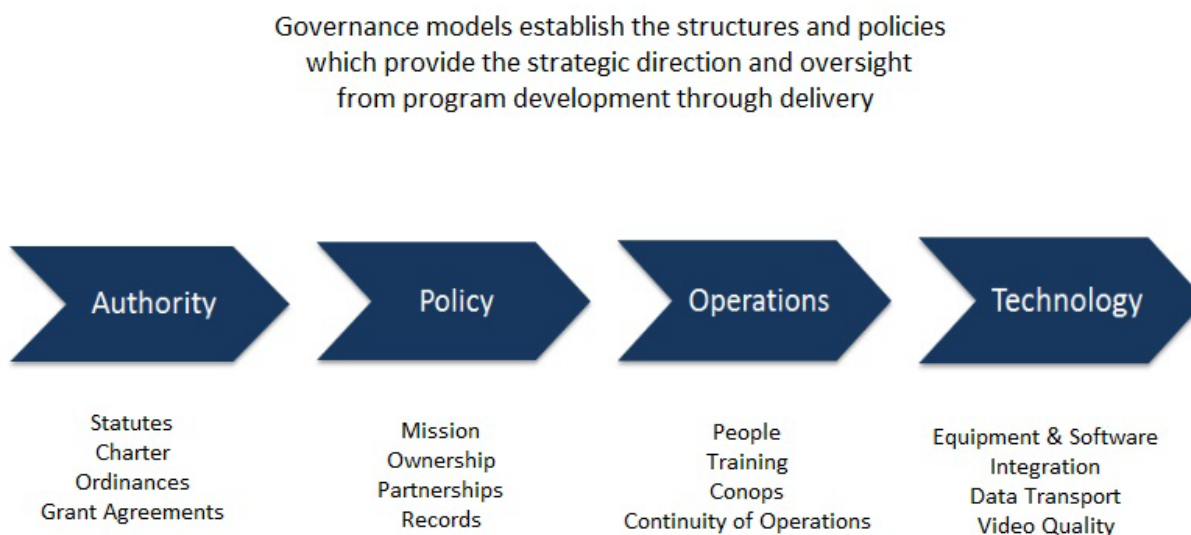 Governance models establish the structures and policies
which provide the strategic direction and oversight
from program development through delivery
Authority
Policy
Operations
Technology
Statutes
Charter
Ordinances
Grant Agreements
Mission
Ownership
Partnerships
Records
People
Training
Conops
Continuity of Operations
Equipment & Software
Integration
Data Transport
Video Quality